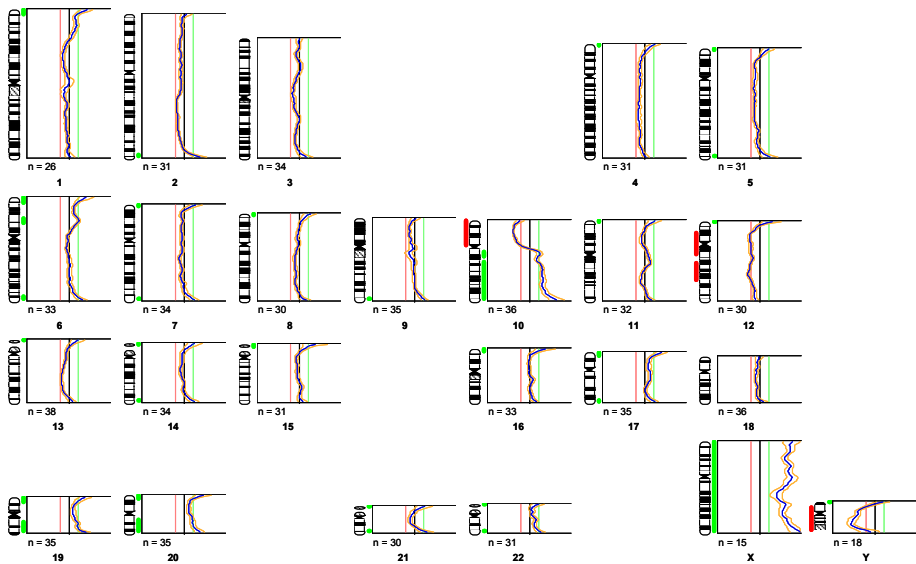 n = 26
n = 31
n = 34
n = 31
n = 31
1
2
3
4
5
n = 33
n = 34
n = 30
n = 35
n = 36
n = 32
n = 30
6
7
8
9
10
11
12
n = 38
n = 34
n = 31
n = 33
n = 35
n = 36
13
14
15
16
17
18
n = 35
n = 35
n = 30
n = 31
n = 15
n = 18
19
20
21
22
X
Y